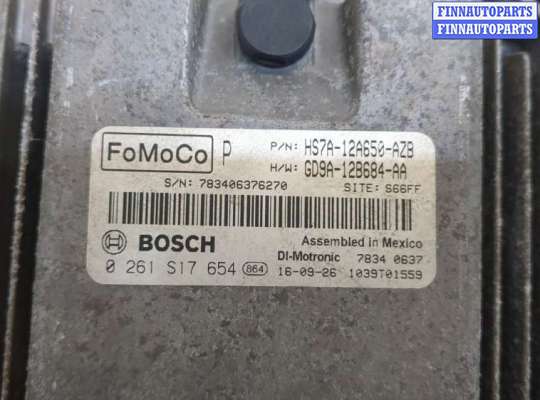 FINNAUTOPARTS
FINNAUTOPARTS
FoMoCo P P/N: HS7A-12A650-AZB
H/W: GD9A-12B684-AA
S/N: 783406376270 SITE: S66FF
BOSCH Assembled in Mexico
DI-Motronic 7834 0637
0 261 S17 654 864 16-09-26 1039T01559